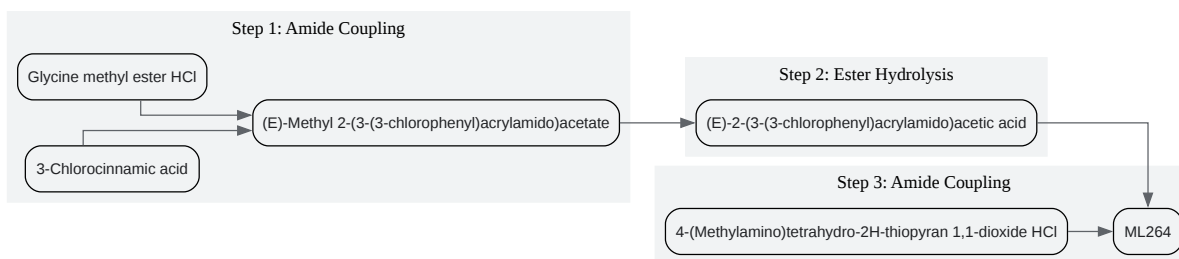 Step 1: Amide Coupling
Glycine methyl ester HCl
3-Chlorocinnamic acid
(E)-Methyl 2-(3-(3-chlorophenyl)acrylamido)acetate
Step 2: Ester Hydrolysis
(E)-2-(3-(3-chlorophenyl)acrylamido)acetic acid
Step 3: Amide Coupling
4-(Methylamino)tetrahydro-2H-thiopyran 1,1-dioxide HCl
ML264